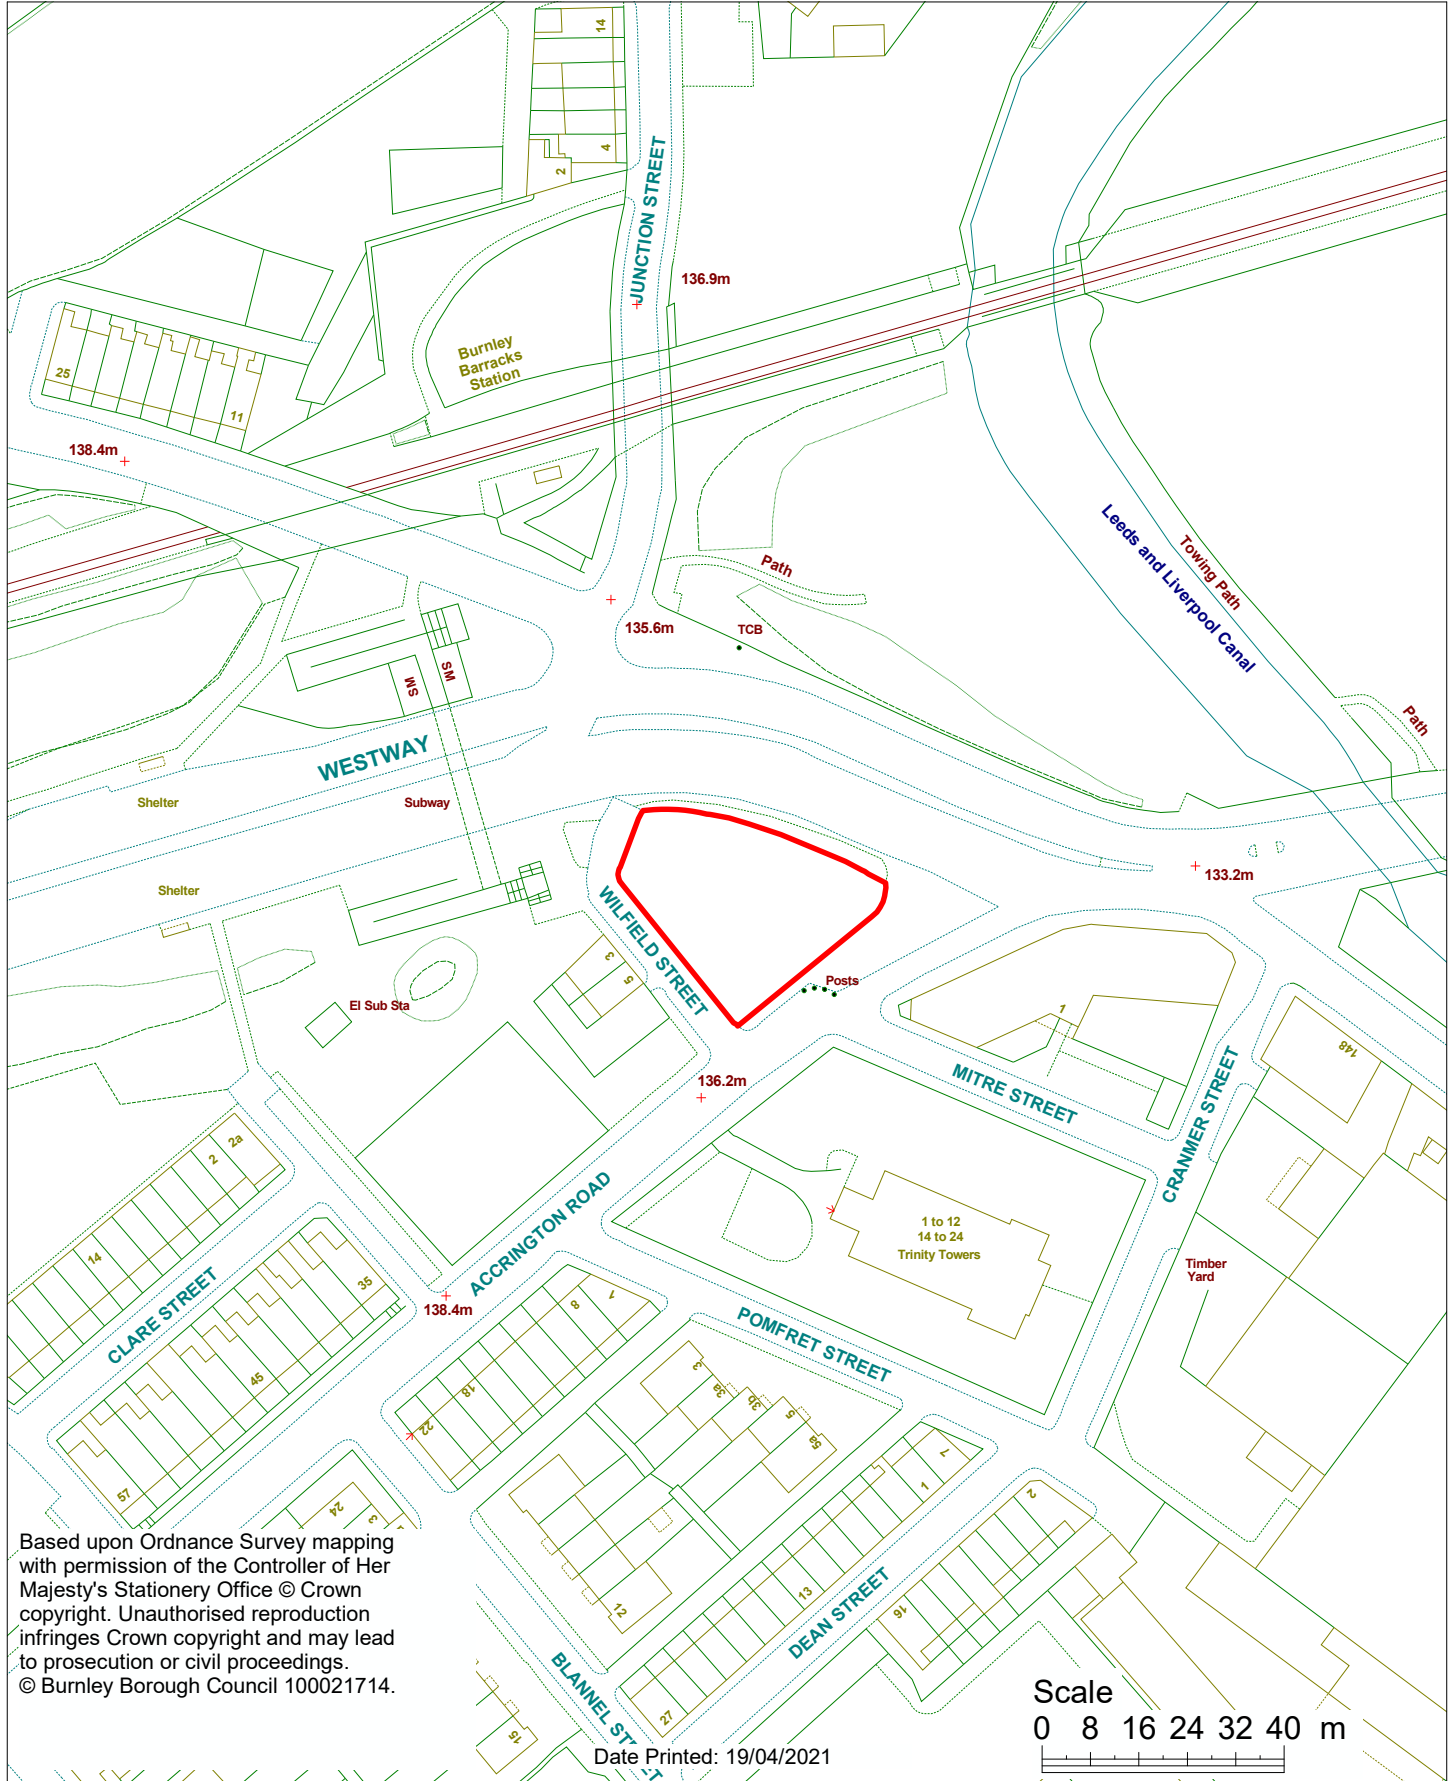 14
4
2
JUNCTION STREET
136.9m
Burnley
Barracks
Station
25
11
138.4m
Leeds and Liverpool Canal
Towing Path
Path
135.6m
TCB
SM
SM
Path
WESTWAY
Shelter
Subway
133.2m
Shelter
WILFIELD STREET
3
5
Posts
El Sub Sta
1
148
136.2m
MITRE STREET
CRANMER STREET
2a
2
14
ACCRINGTON ROAD
1 to 12
14 to 24
Trinity Towers
Timber
Yard
CLARE STREET
35
138.4m
8
1
POMFRET STREET
45
18
3
3a
3b
5
5a
22
7
1
57
24
3
2
Based upon Ordnance Survey mapping
with permission of the Controller of Her
Majesty's Stationery Office © Crown
copyright. Unauthorised reproduction
infringes Crown copyright and may lead
to prosecution or civil proceedings.
© Burnley Borough Council 100021714.
12
13
DEAN STREET
16
BLANNEL STREET
27
15
Scale
0 8 16 24 32 40 m
Date Printed: 19/04/2021